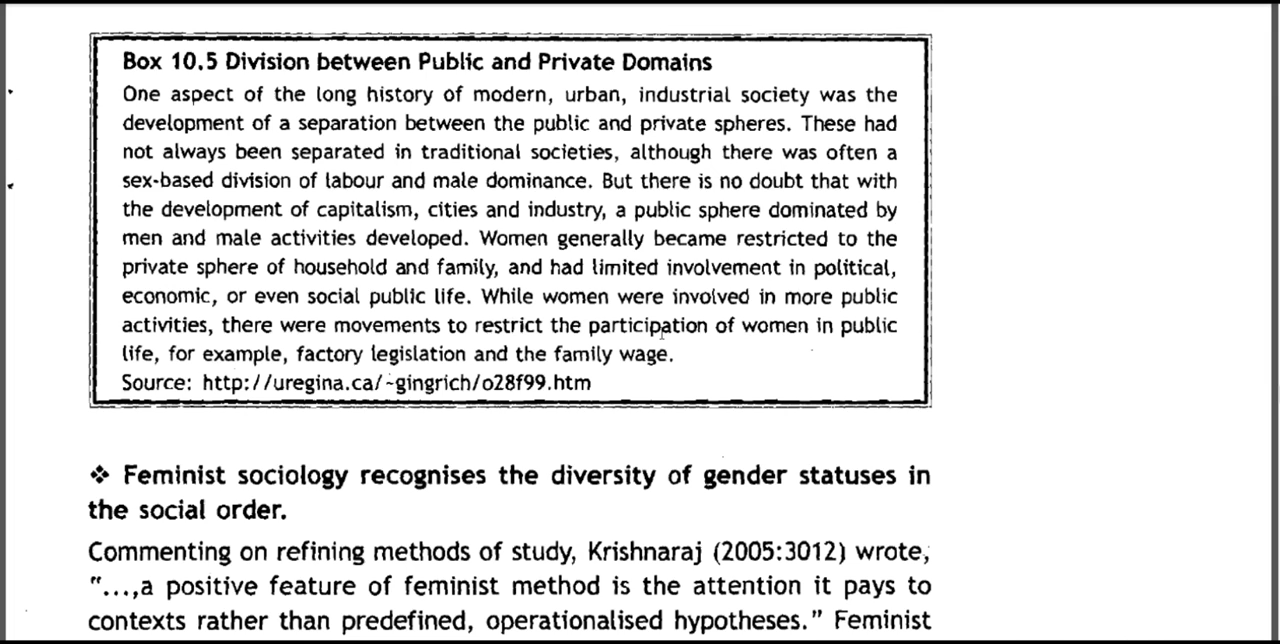 Box 10.5 Division between Public and Private Domains
One aspect of the long history of modern, urban, industrial society was the
development of a separation between the public and private spheres. These had
not always been separated in traditional societies, although there was often a
sex-based division of labour and male dominance. But there is no doubt that with
the development of capitalism, cities and industry, a public sphere dominated by
men and male activities developed. Women generally became restricted to the
private sphere of household and family, and had limited involvement in political,
economic, or even social public life. While women were involved in more public
activities, there were movements to restrict the participation of women in public
life, for example, factory legislation and the family wage.
Source: http://uregina.ca/~gingrich/o28f99.htm
❖ Feminist sociology recognises the diversity of gender statuses in
the social order.
Commenting on refining methods of study, Krishnaraj (2005:3012) wrote,
"...,a positive feature of feminist method is the attention it pays to
contexts rather than predefined, operationalised hypotheses." Feminist